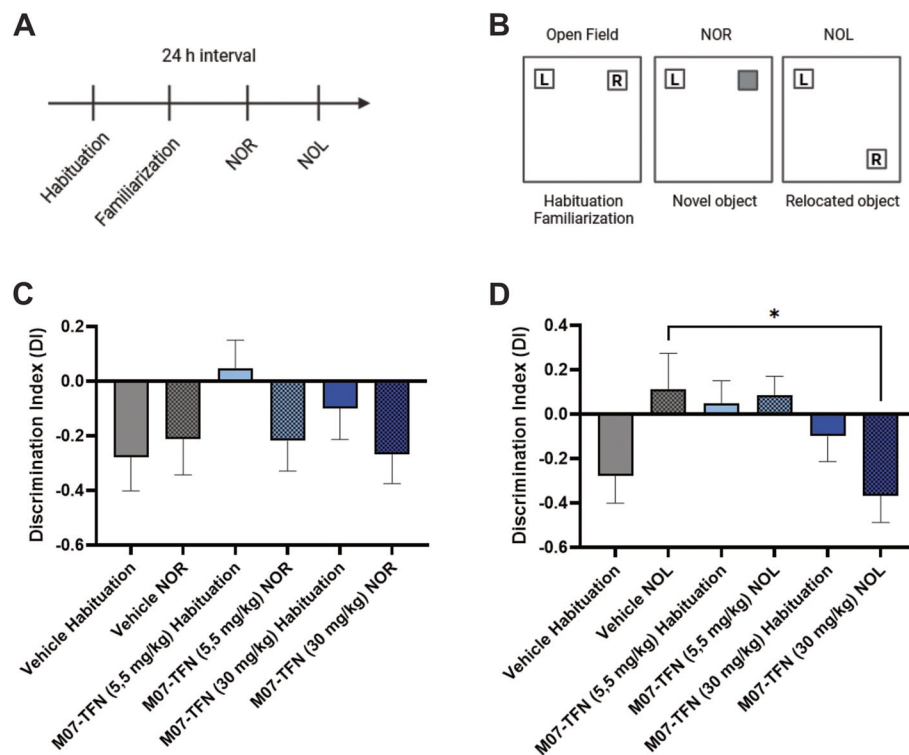 A
24 h interval
Habituation
Familiarization
NOR
NOL
B
Open Field
NOR
NOL
L
R
L
L
R
Habituation
Familiarization
Novel object
Relocated object
C
Discrimination Index (DI)
0.2
0.0
-0.2
-0.4
-0.6
Vehicle Habituation
Vehicle NOR
M07-TFN (5,5 mg/kg) Habituation
M07-TFN (5,5 mg/kg) NOR
M07-TFN (30 mg/kg) Habituation
M07-TFN (30 mg/kg) NOR
D
Discrimination Index (DI)
0.4
0.2
0.0
-0.2
-0.4
-0.6
*
Vehicle Habituation
Vehicle NOL
M07-TFN (5,5 mg/kg) Habituation
M07-TFN (5,5 mg/kg) NOL
M07-TFN (30 mg/kg) Habituation
M07-TFN (30 mg/kg) NOL